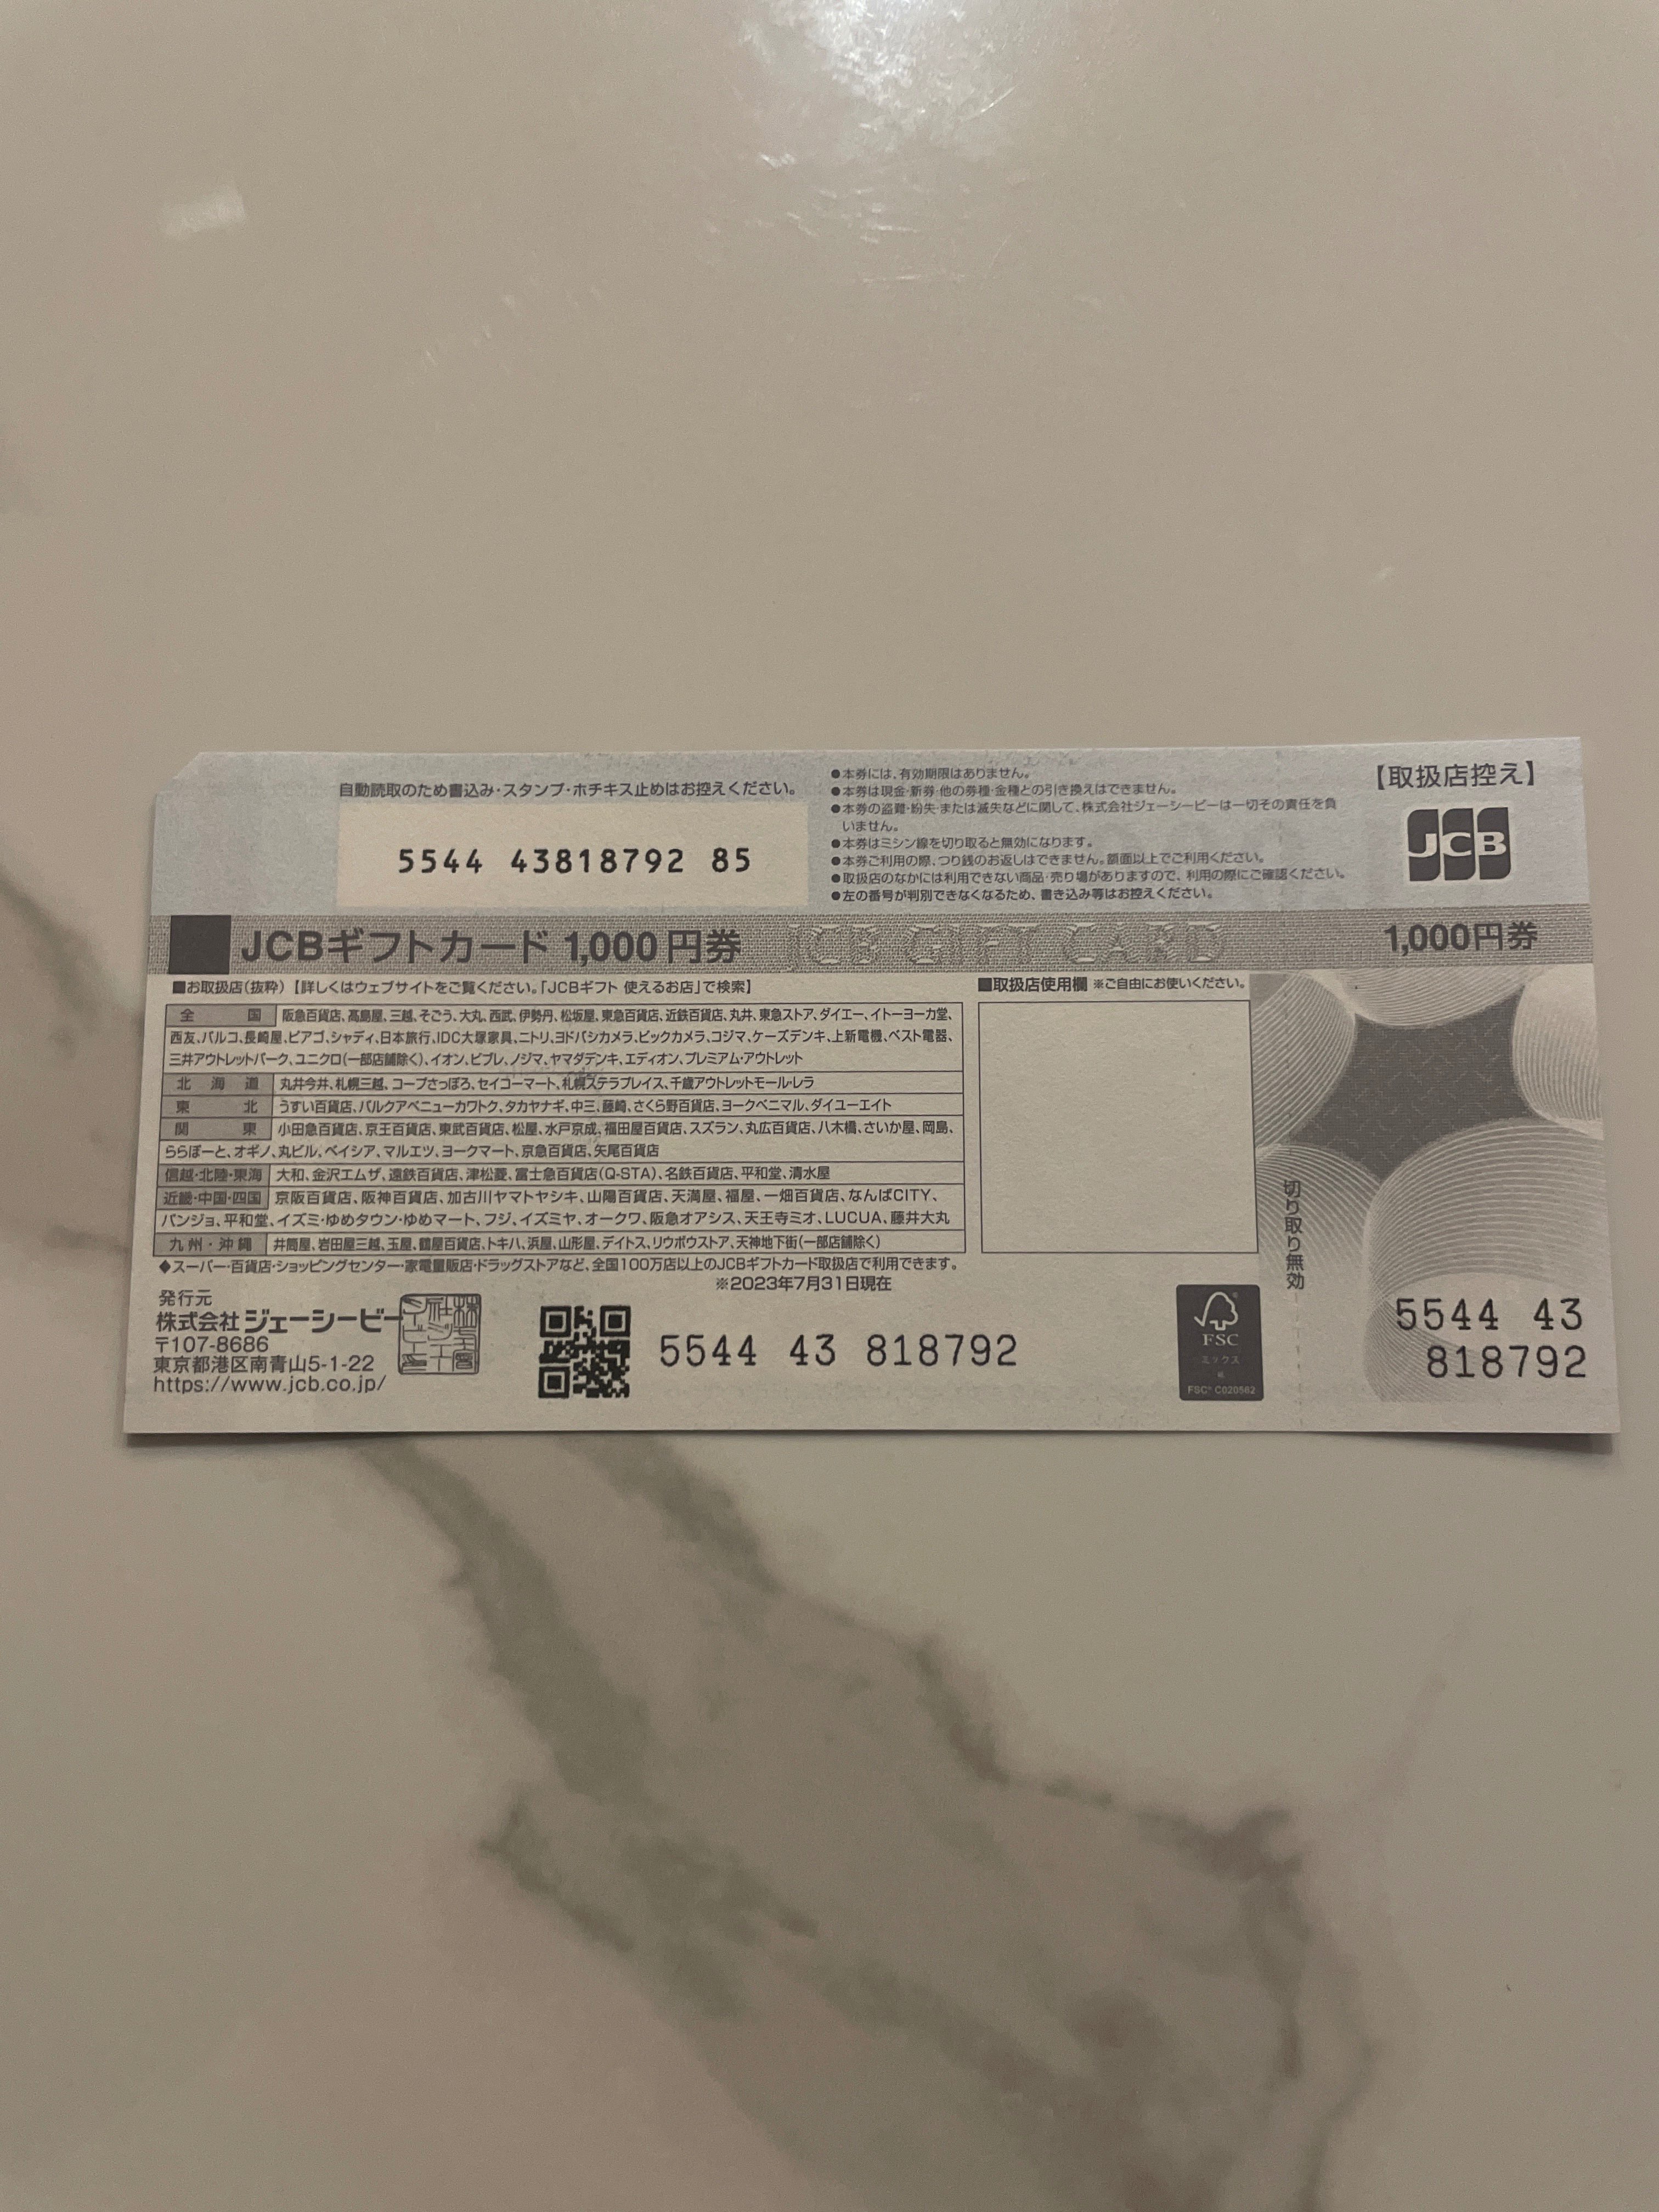 自動読取のため書込み・スタンプ・ホチキス止めはお控えください。
5544 43818792 85
●本券には、有効期限はありません。
●本券は現金・新券・他の券種・金種との引き換えはできません。
●本券の盗難・紛失・または滅失などに関して、株式会社ジェーシービーは一切その責任を負
いません。
●本券はミシン線を切り取ると無効になります。
●本券ご利用の際、つり銭のお返しはできません。額面以上でご利用ください。
●取扱店のなかには利用できない商品・売り場がありますので、利用の際にご確認ください。
●左の番号が判別できなくなるため、書き込み等はお控えください。
【取扱店控え】
JCB
JCBギフトカード 1,000円券
JCB GIFT CARD
1,000円券
■お取扱店(抜粋)【詳しくはウェブサイトをご覧ください。「JCBギフト 使えるお店」で検索】
全国 阪急百貨店、髙島屋、三越、そごう、大丸、西武、伊勢丹、松坂屋、東急百貨店、近鉄百貨店、丸井、東急ストア、ダイエー、イトーヨーカ堂、
西友、パルコ、長崎屋、ピアゴ、シャディ、日本旅行、IDC大塚家具、ニトリ、ヨドバシカメラ、ビックカメラ、コジマ、ケーズデンキ、上新電機、ベスト電器、
三井アウトレットパーク、ユニクロ(一部店舗除く)、イオン、ビブレ、ノジマ、ヤマダデンキ、エディオン、プレミアム・アウトレット
北海道 丸井今井、札幌三越、コープさっぽろ、セイコーマート、札幌ステラプレイス、千歳アウトレットモール・レラ
東北 うすい百貨店、パルクアベニューカワトク、タカヤナギ、中三、藤崎、さくら野百貨店、ヨークベニマル、ダイユーエイト
関東 小田急百貨店、京王百貨店、東武百貨店、松屋、水戸京成、福田屋百貨店、スズラン、丸広百貨店、八木橋、さいか屋、岡島、
ららぽーと、オギノ、丸ビル、ベイシア、マルエツ、ヨークマート、京急百貨店、矢尾百貨店
信越・北陸・東海 大和、金沢エムザ、遠鉄百貨店、津松菱、富士急百貨店(Q-STA)、名鉄百貨店、平和堂、清水屋
近畿・中国・四国 京阪百貨店、阪神百貨店、加古川ヤマトヤシキ、山陽百貨店、天満屋、福屋、一畑百貨店、なんばCITY、
パンジョ、平和堂、イズミ・ゆめタウン・ゆめマート、フジ、イズミヤ、オークワ、阪急オアシス、天王寺ミオ、LUCUA、藤井大丸
九州・沖縄 井筒屋、岩田屋三越、玉屋、鶴屋百貨店、トキハ、浜屋、山形屋、デイトス、リウボウストア、天神地下街(一部店舗除く)
◆スーパー・百貨店・ショッピングセンター・家電量販店・ドラッグストアなど、全国100万店以上のJCBギフトカード取扱店で利用できます。
※2023年7月31日現在
■取扱店使用欄 ※ご自由にお使いください。
切り取り無効
発行元
株式会社 ジェーシービー
〒107-8686
東京都港区南青山5-1-22
https://www.jcb.co.jp/
5544 43 818792
FSC
ミックス
紙
FSC® C020562
5544 43
818792